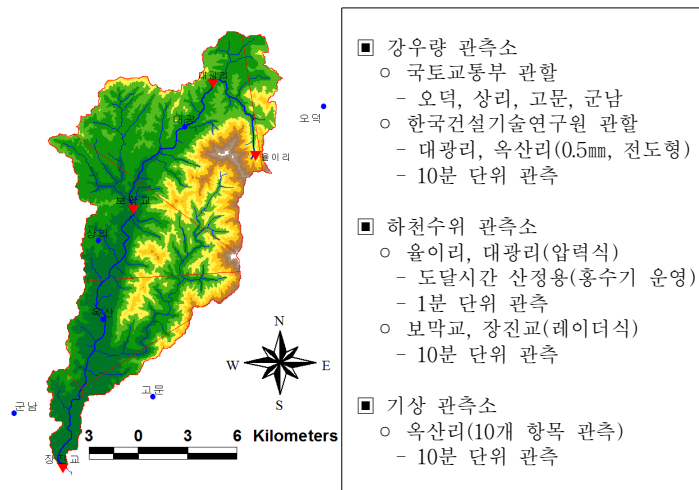 대광리
대광
오덕
율이리
보막교
상리
옥산
N
W
E
S
고문
군남
3 0 3 6 Kilometers
장진교
▣ 강우량 관측소
○ 국토교통부 관할
- 오덕, 상리, 고문, 군남
○ 한국건설기술연구원 관할
- 대광리, 옥산리(0.5㎜, 전도형)
- 10분 단위 관측
▣ 하천수위 관측소
○ 율이리, 대광리(압력식)
- 도달시간 산정용(홍수기 운영)
- 1분 단위 관측
○ 보막교, 장진교(레이더식)
- 10분 단위 관측
▣ 기상 관측소
○ 옥산리(10개 항목 관측)
- 10분 단위 관측